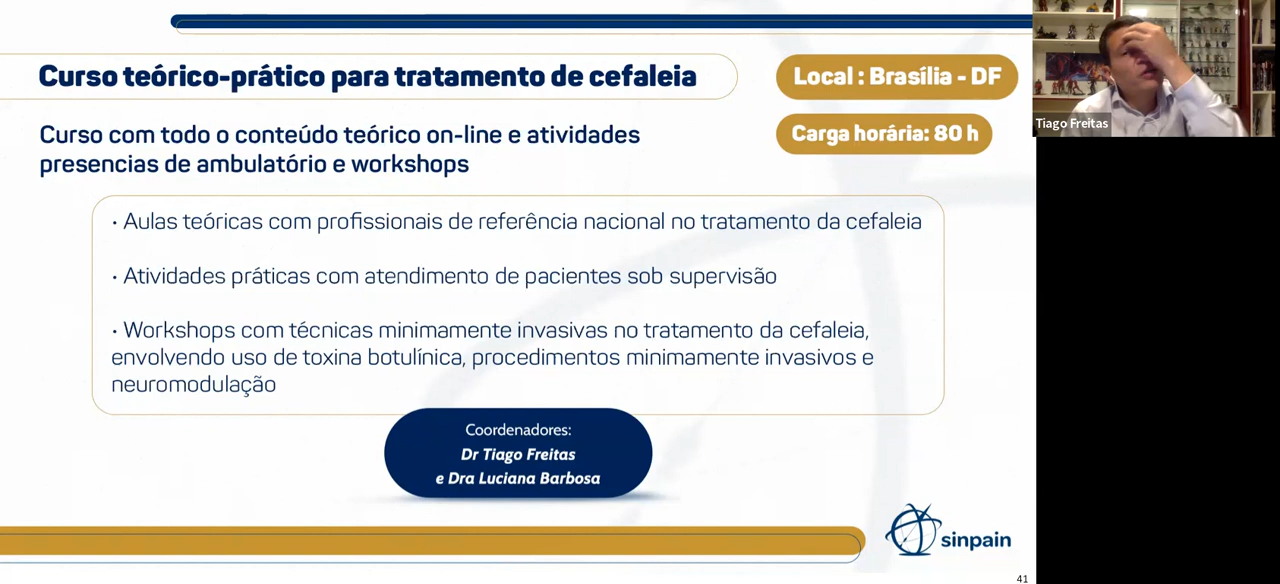 Curso teórico-prático para tratamento de cefaleia
Local : Brasília - DF
Carga horária: 80 h
Curso com todo o conteúdo teórico on-line e atividades
presencias de ambulatório e workshops
• Aulas teóricas com profissionais de referência nacional no tratamento da cefaleia
• Atividades práticas com atendimento de pacientes sob supervisão
• Workshops com técnicas minimamente invasivas no tratamento da cefaleia,
envolvendo uso de toxina botulínica, procedimentos minimamente invasivos e
neuromodulação
Coordenadores:
Dr Tiago Freitas
e Dra Luciana Barbosa
sinpain
41
Tiago Freitas